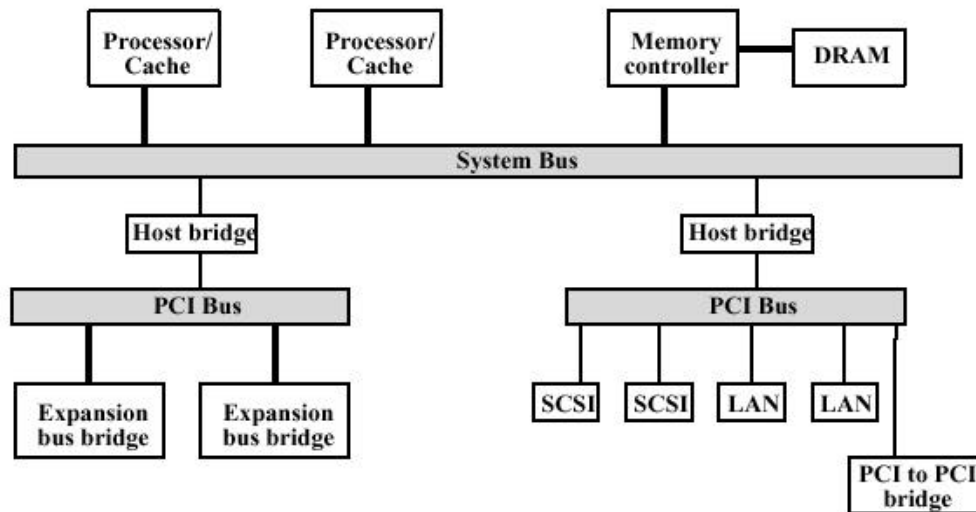 Processor/
Cache
Processor/
Cache
Memory
controller
DRAM
System Bus
Host bridge
Host bridge
PCI Bus
PCI Bus
Expansion
bus bridge
Expansion
bus bridge
SCSI
SCSI
LAN
LAN
PCI to PCI
bridge